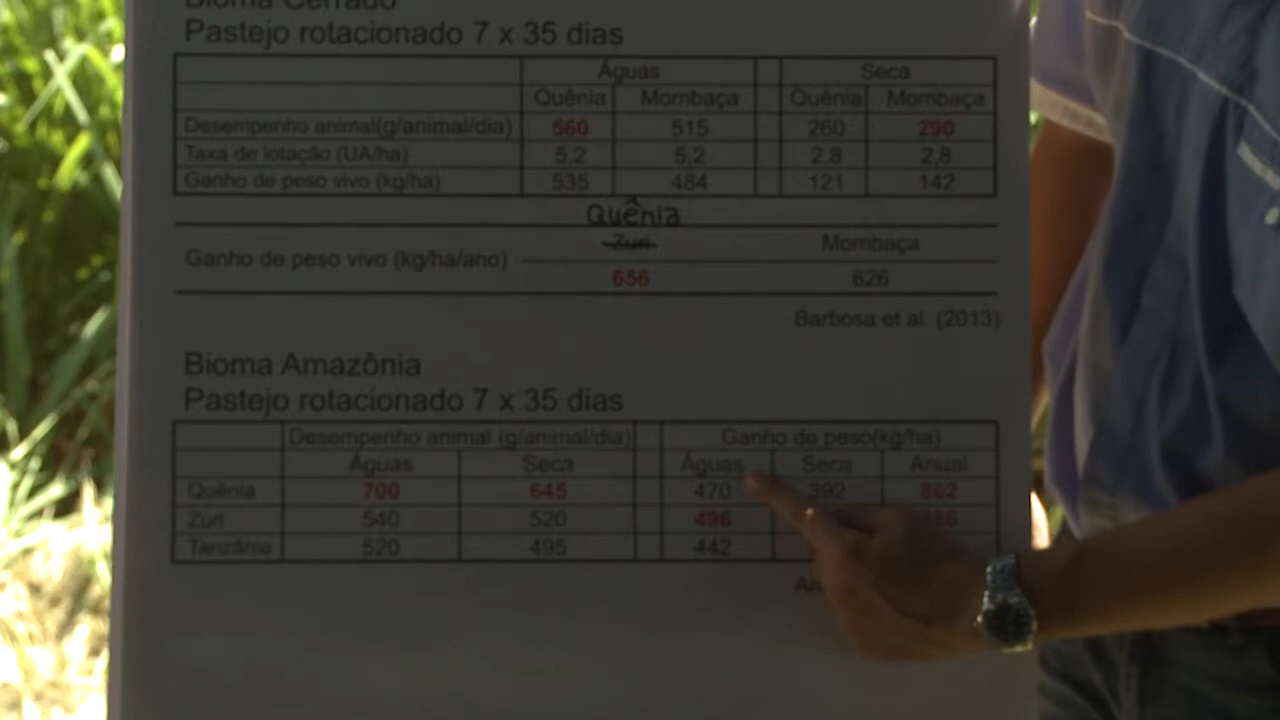 Bioma Cerrado
Pastejo rotacionado 7 x 35 dias
Águas Seca
Quênia Mombaça Quênia Mombaça
Desempenho animal(g/animal/dia) 560 515 260 290
Taxa de lotação (UA/ha) 5,2 5,2 2,8 2,8
Ganho de peso vivo (kg/ha) 535 484 121 142
Quênia
Zuri Mombaça
Ganho de peso vivo (kg/ha/ano)
656 626
Barbosa et al. (2013)
Bioma Amazônia
Pastejo rotacionado 7 x 35 dias
Desempenho animal (g/animal/dia) Ganho de peso(kg/ha)
Águas Seca Águas Seca Anual
Quênia 700 645 470 392 862
Zuri 540 520 496
Tanzânia 520 495 442